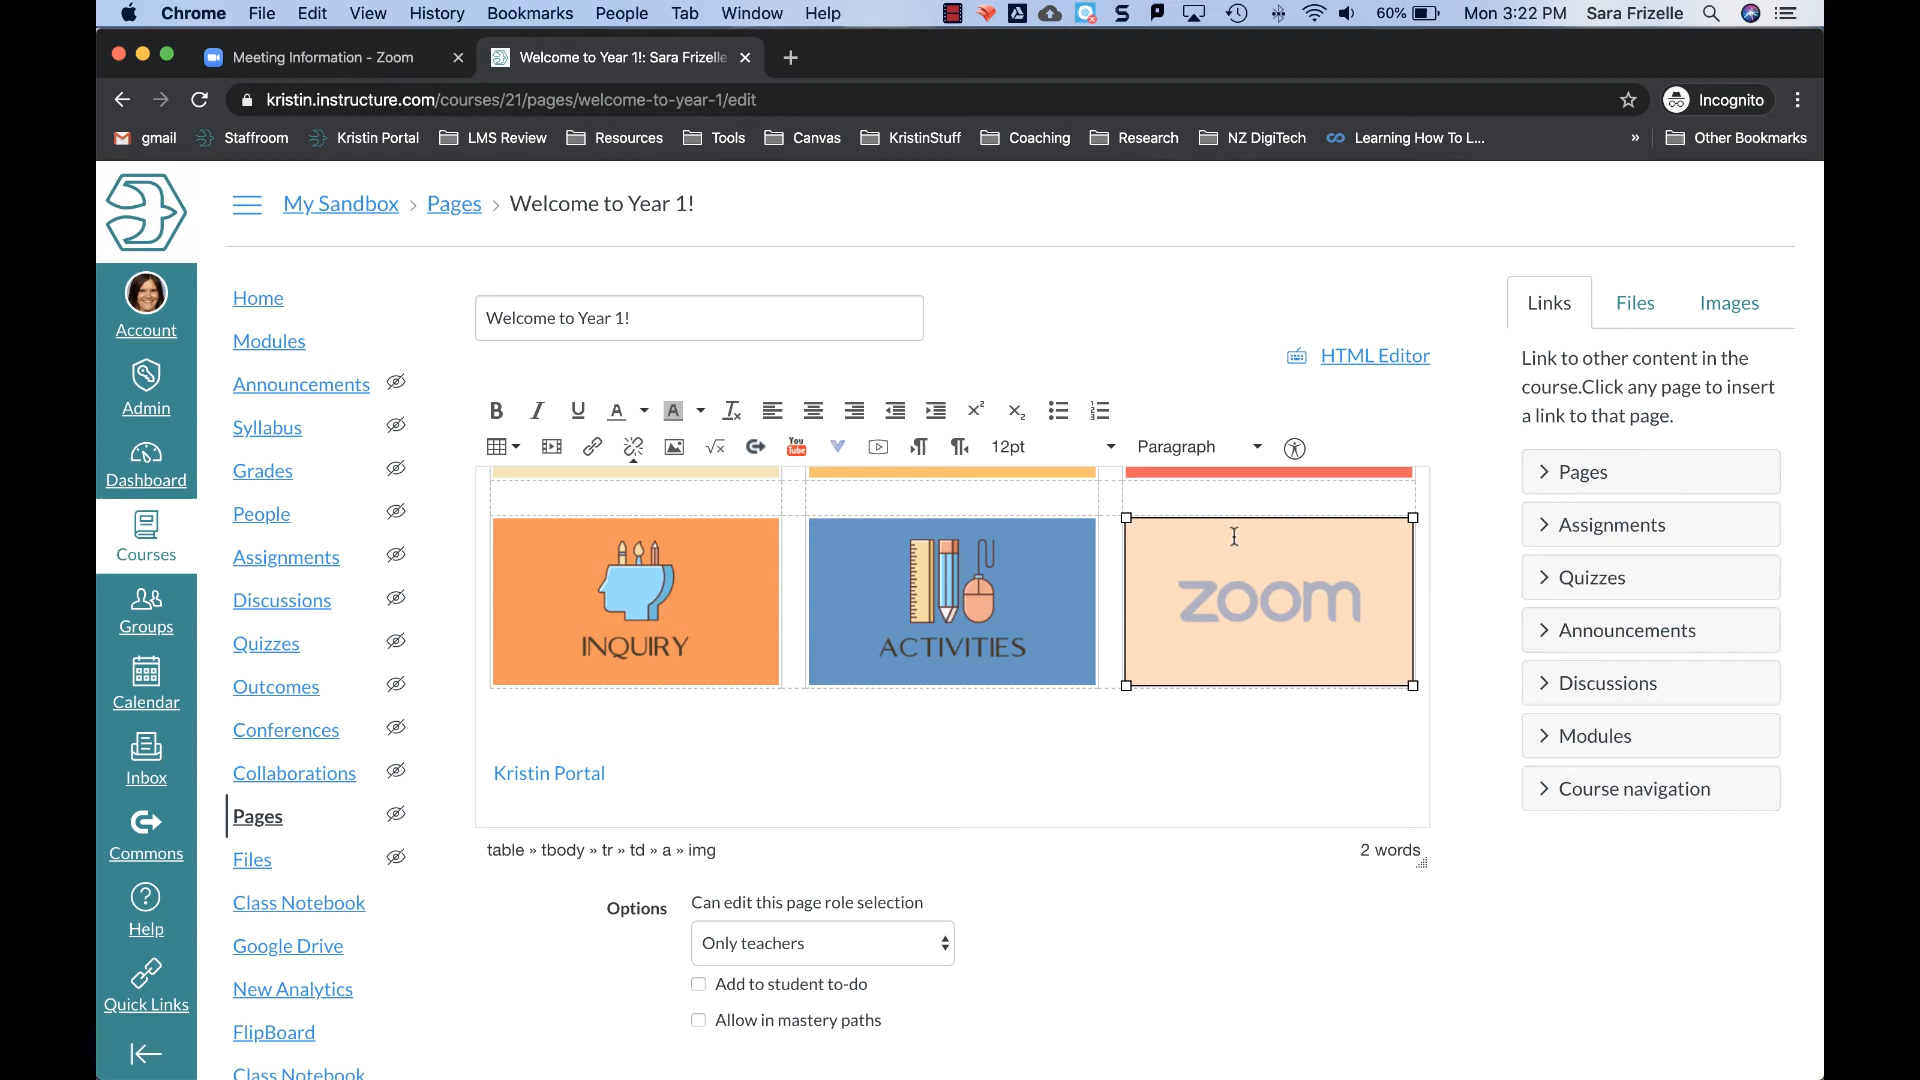 Chrome File Edit View History Bookmarks People Tab Window Help 60% Mon 3:22 PM Sara Frizelle
Meeting Information - Zoom Welcome to Year 1!: Sara Frizelle
kristin.instructure.com/courses/21/pages/welcome-to-year-1/edit Incognito
gmail Staffroom Kristin Portal LMS Review Resources Tools Canvas KristinStuff Coaching Research NZ DigiTech Learning How To L... » Other Bookmarks
My Sandbox > Pages > Welcome to Year 1!
Account
Admin
Dashboard
Courses
Groups
Calendar
Inbox
Commons
Help
Quick Links
Home
Modules
Announcements
Syllabus
Grades
People
Assignments
Discussions
Quizzes
Outcomes
Conferences
Collaborations
Pages
Files
Class Notebook
Google Drive
New Analytics
FlipBoard
Class Notebook
Welcome to Year 1!
HTML Editor
12pt Paragraph
INQUIRY
ACTIVITIES
zoom
Kristin Portal
table » tbody » tr » td » a » img 2 words
Options Can edit this page role selection
Only teachers
Add to student to-do
Allow in mastery paths
Links Files Images
Link to other content in the
course.Click any page to insert
a link to that page.
Pages
Assignments
Quizzes
Announcements
Discussions
Modules
Course navigation